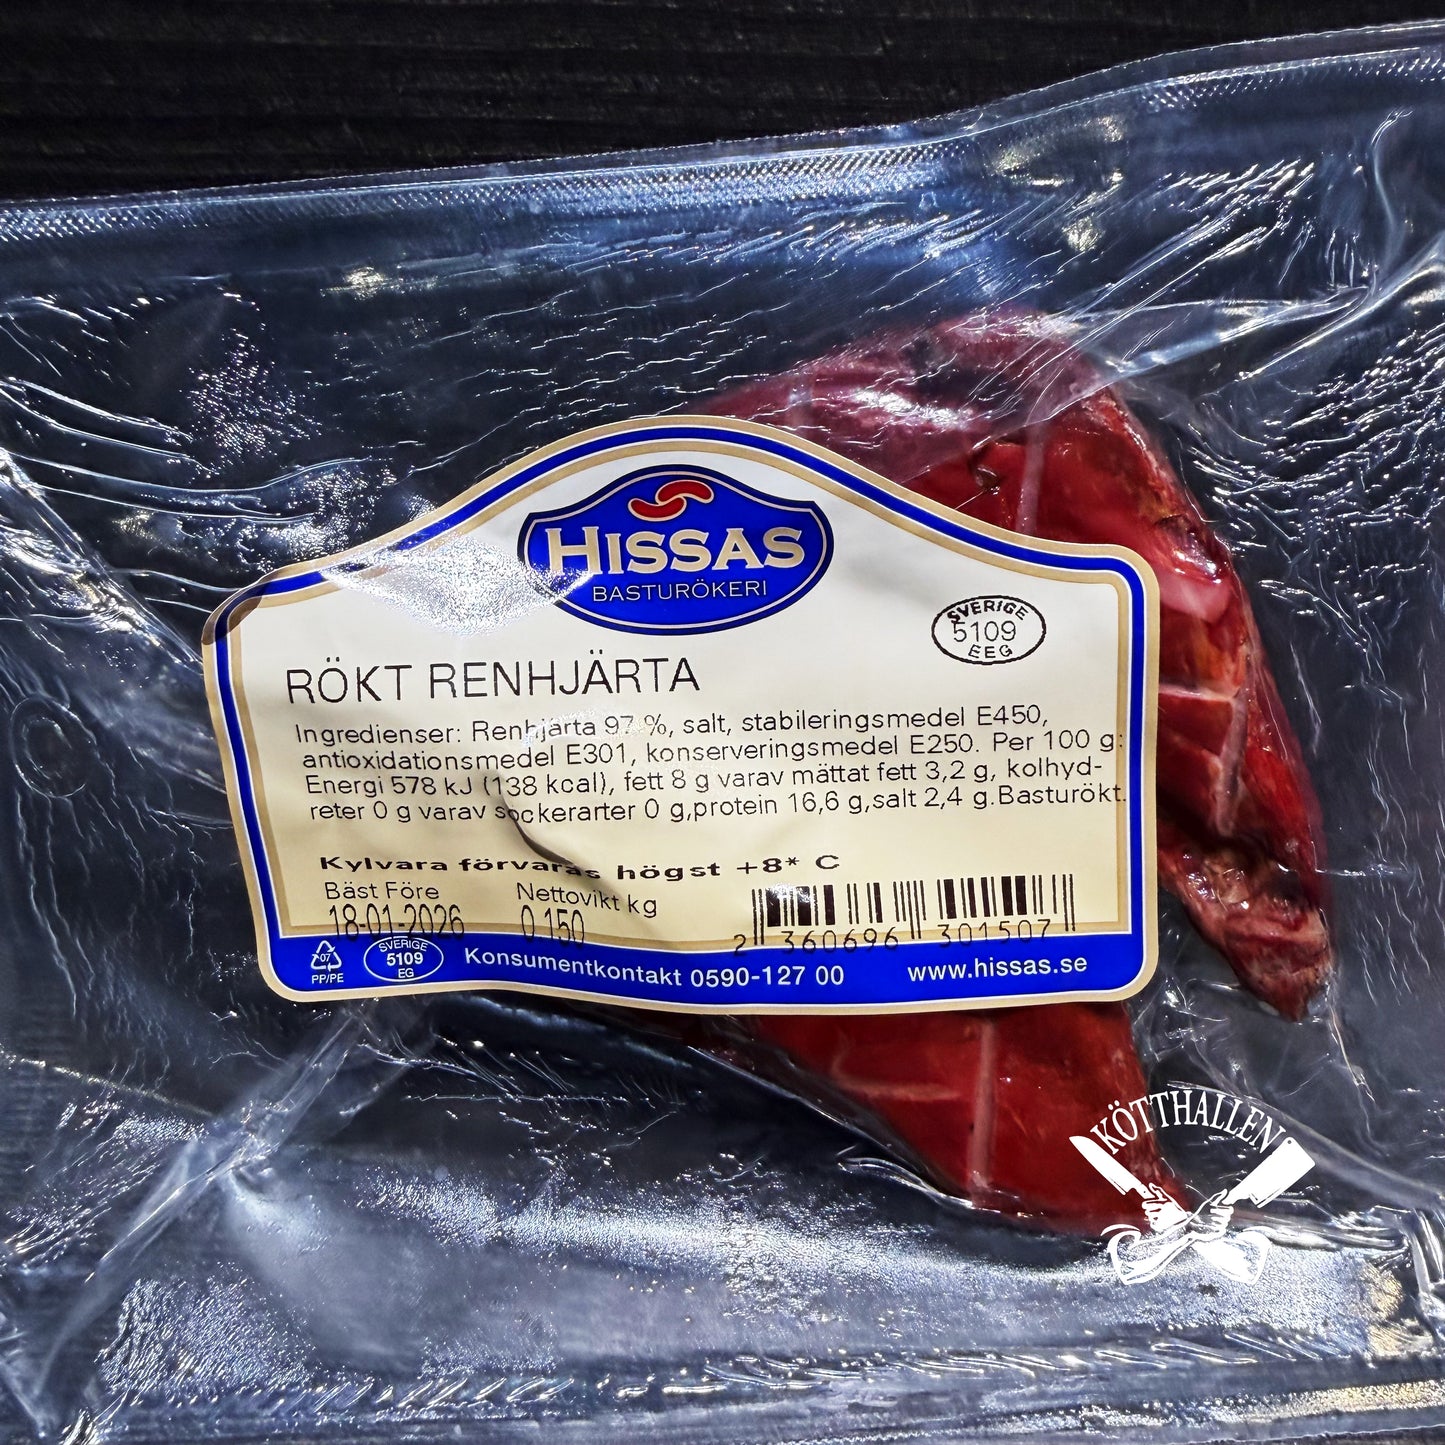 HISSAS
BASTURÖKERI
SVERIGE
5109
EEG
RÖKT RENHJÄRTA
Ingredienser: Renhjärta 97 %, salt, stabileringsmedel E450,
antioxidationsmedel E301, konserveringsmedel E250. Per 100 g:
Energi 578 kJ (138 kcal), fett 8 g varav mättat fett 3,2 g, kolhyd-
reter 0 g varav sockerarter 0 g,protein 16,6 g,salt 2,4 g.Basturökt.
Kylvara förvaras högst +8* C
Bäst Före Nettovikt kg
18-01-2026 0.150
2 360696 301507
07
PP/PE
SVERIGE
5109
EG
Konsumentkontakt 0590-127 00 www.hissas.se
KÖTTHALLEN